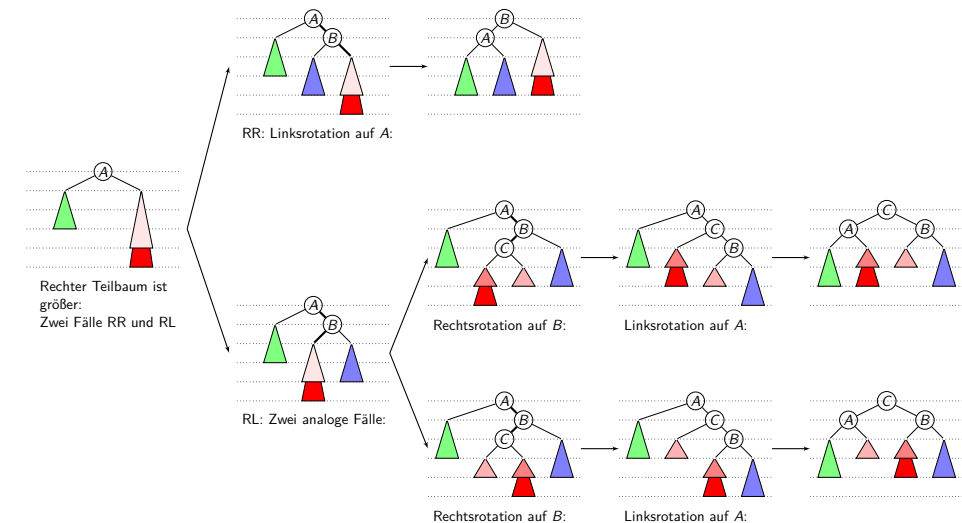 A
B
B
A
RR: Linksrotation auf A:
A
Rechter Teilbaum ist
größer:
Zwei Fälle RR und RL
A
B
RL: Zwei analoge Fälle:
A
B
C
Rechtsrotation auf B:
A
C
B
Linksrotation auf A:
C
A
B
A
B
C
Rechtsrotation auf B:
A
C
B
Linksrotation auf A:
C
A
B